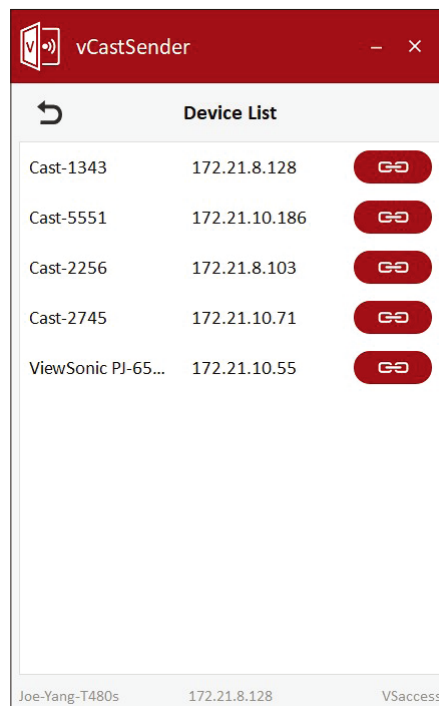 V vCastSender
Device List
Cast-1343 172.21.8.128
Cast-5551 172.21.10.186
Cast-2256 172.21.8.103
Cast-2745 172.21.10.71
ViewSonic PJ-65... 172.21.10.55
Joe-Yang-T480s 172.21.8.128 VSaccess